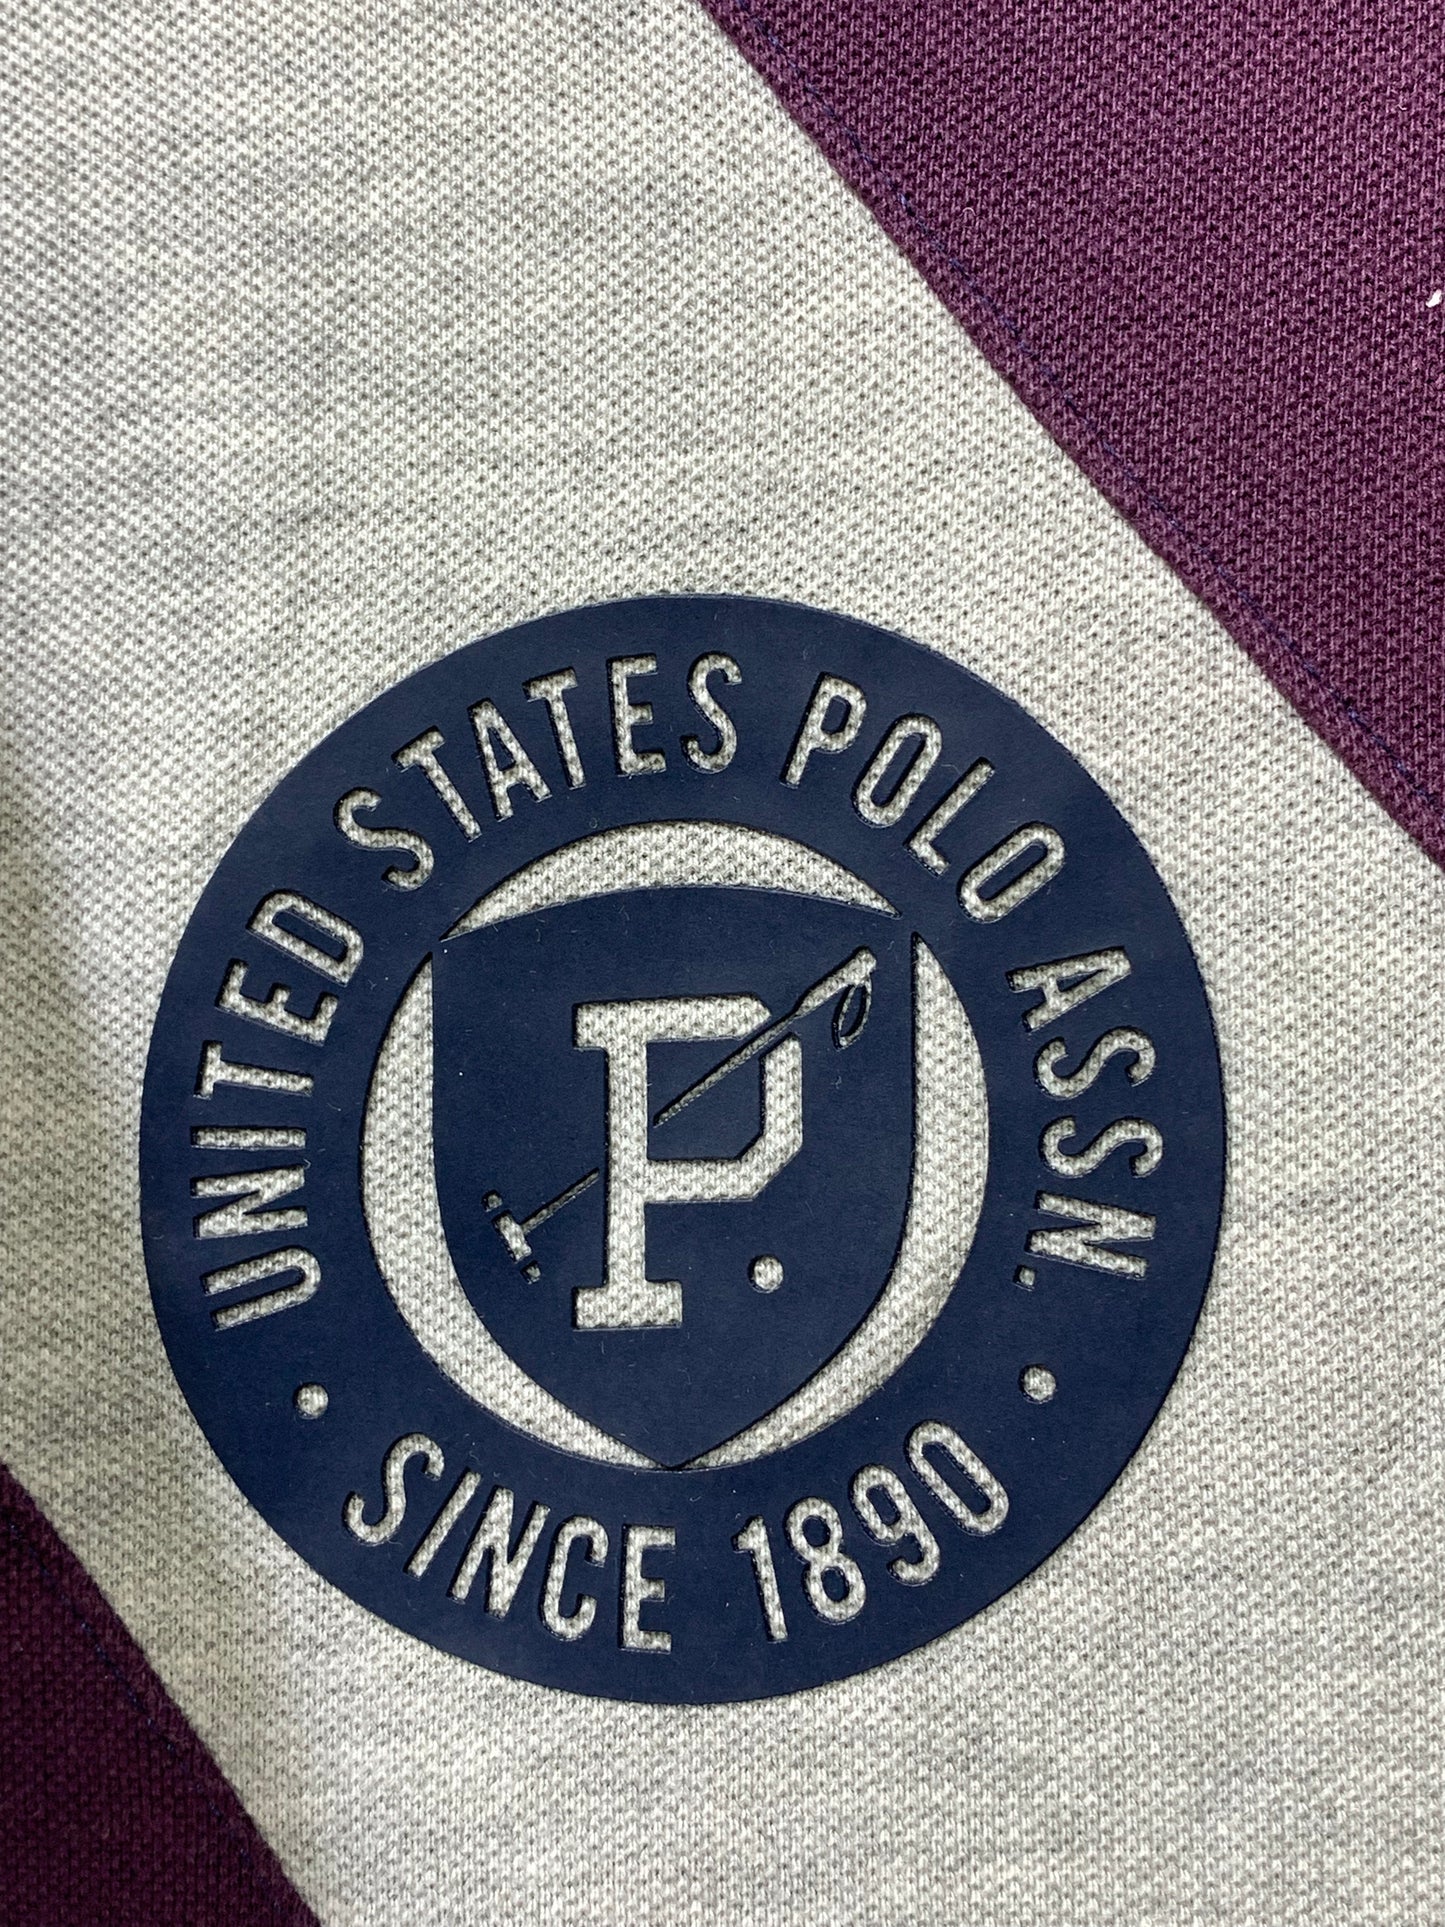 UNITED STATES POLO ASSN.
P
• SINCE 1890 •